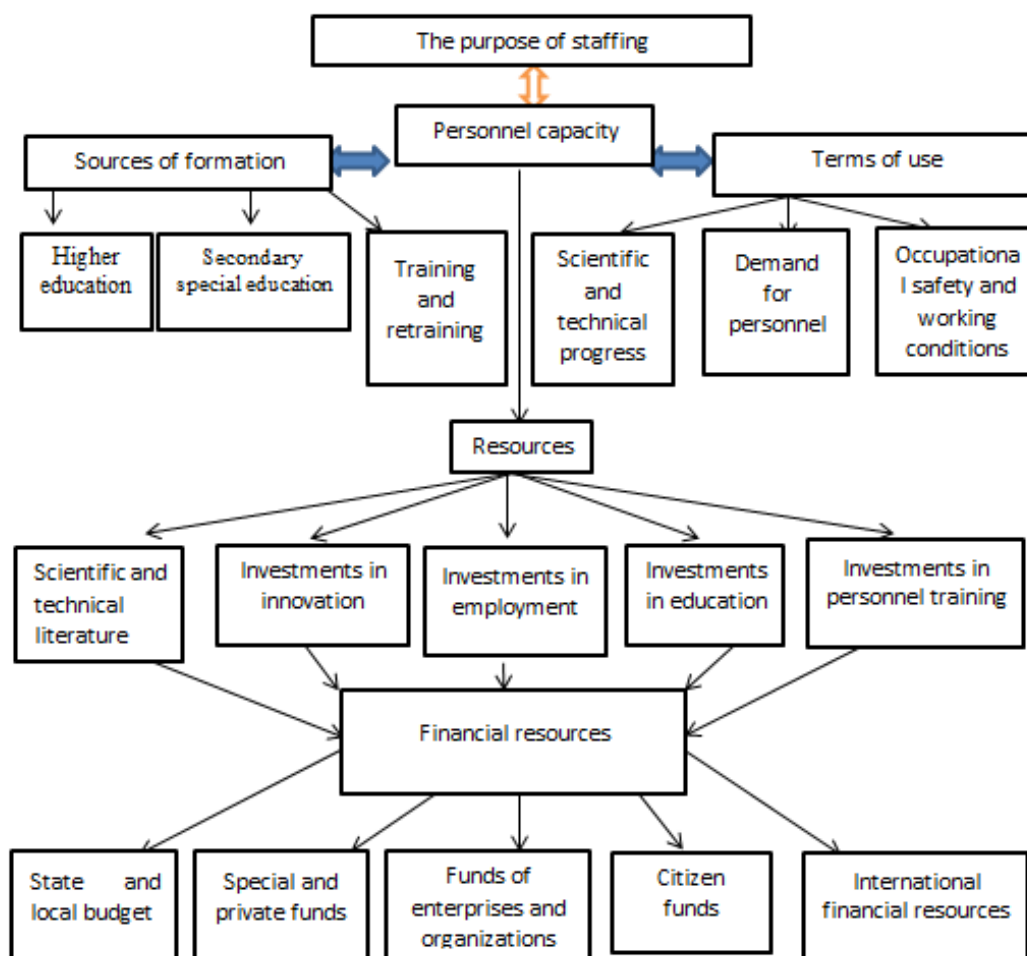 The purpose of staffing
Personnel capacity
Sources of formation
Terms of use
Higher
education
Secondary
special education
Training
and
retraining
Scientific
and
technical
progress
Demand
for
personnel
Occupationa
l safety and
working
conditions
Resources
Scientific and
technical
literature
Investments in
innovation
Investments in
employment
Investments
in education
Investments in
personnel training
Financial resources
State and
local budget
Special and
private funds
Funds of
enterprises and
organizations
Citizen
funds
International
financial resources